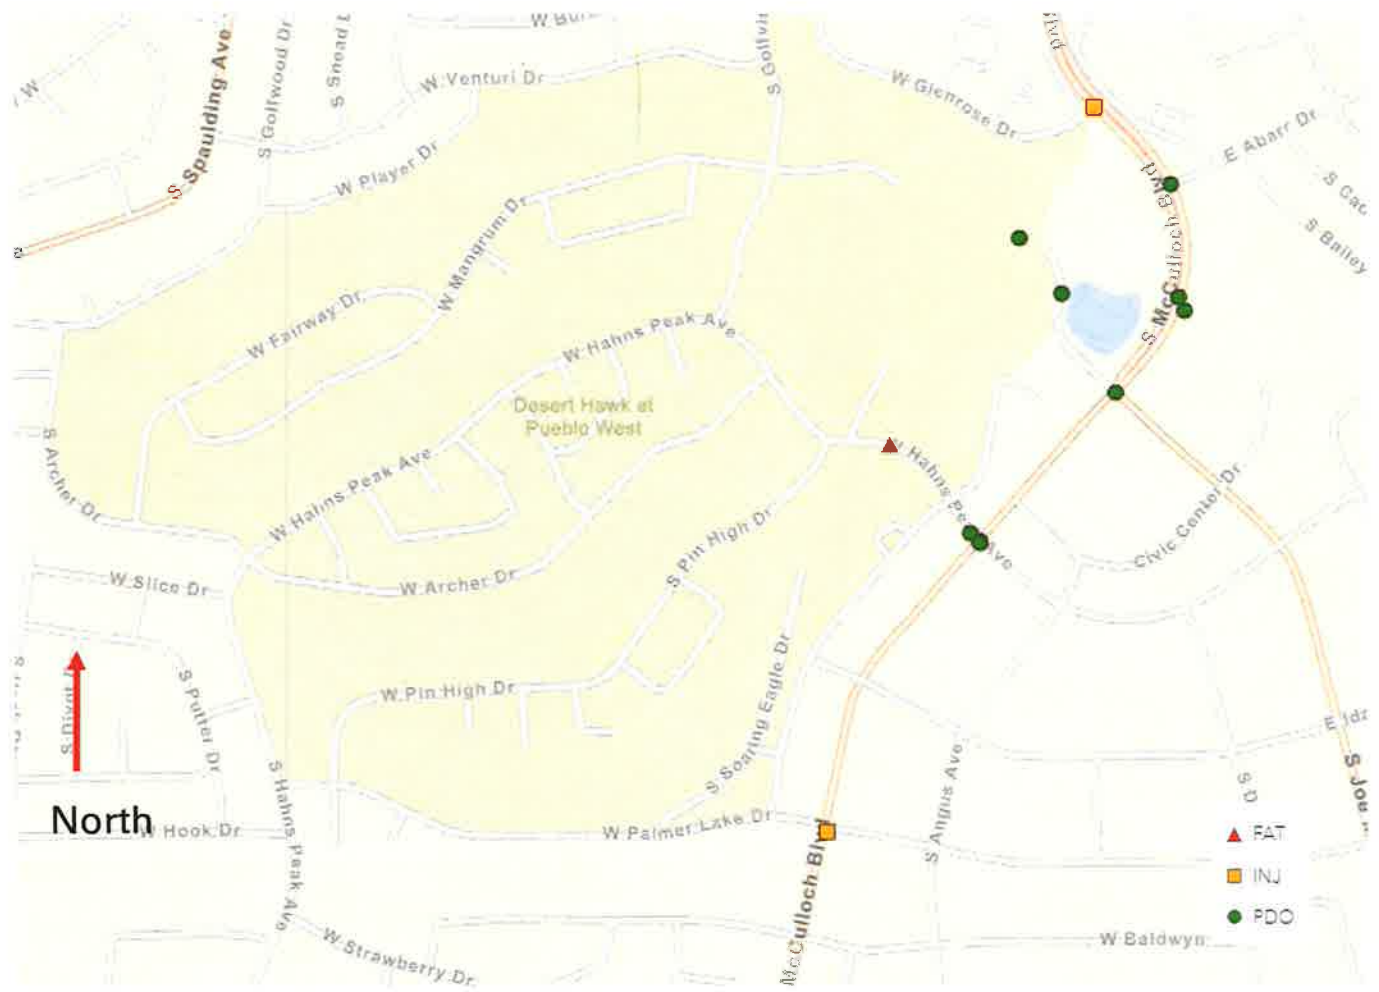 W Venturi Dr
S Spaulding Ave
S Golfwood Dr
S Snead
W Glenrose Dr
E Abarr Dr
W Player Dr
W Mangrum Dr
S McCulloch Blvd
S Bailey
W Fairway Dr
W Hahns Peak Ave
Desert Hawk at
Pueblo West
S Archer Dr
W Hahns Peak Ave
W Hahns Peak Ave
Civic Center Dr
S Pin High Dr
W Slice Dr
W Archer Dr
S Putter Dr
W Pin High Dr
S Soaring Eagle Dr
S Hahns Peak Ave
S Angus Ave
North
W Hook Dr
W Palmer Lake Dr
McCulloch Blvd
FAT
INJ
PDO
W Strawberry Dr
W Baldwyn